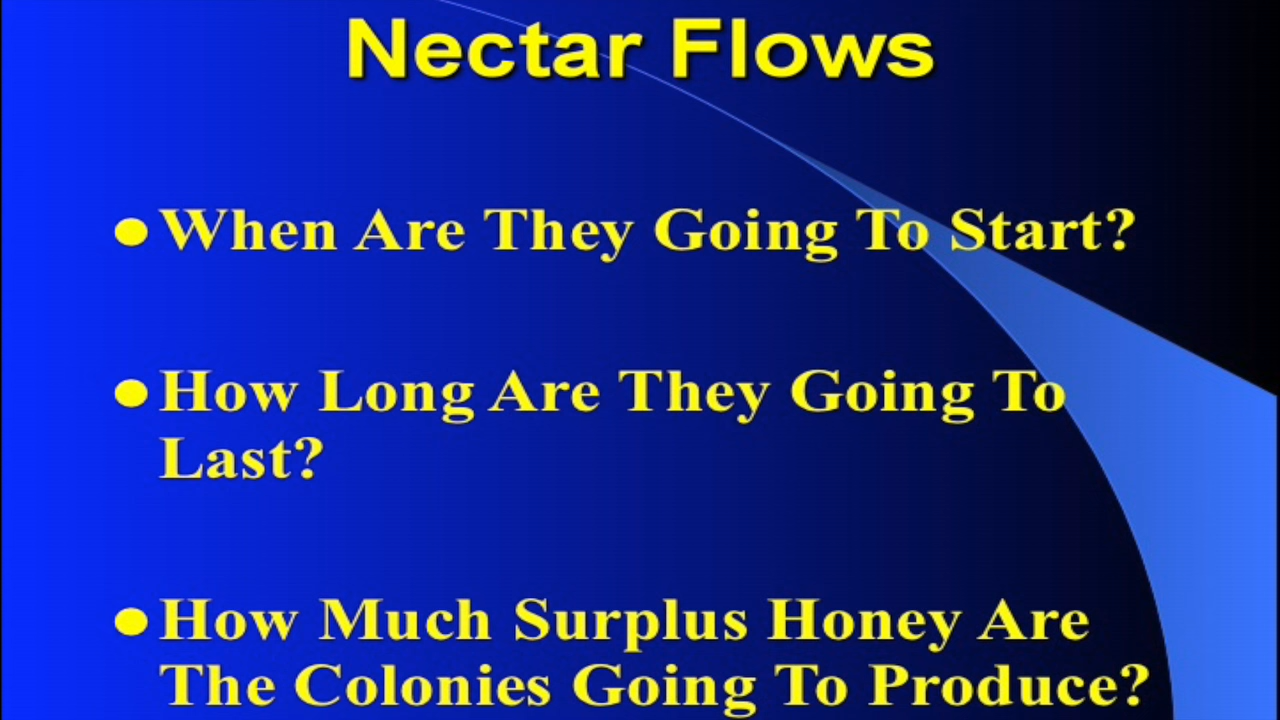 Nectar Flows
● When Are They Going To Start?
● How Long Are They Going To
Last?
● How Much Surplus Honey Are
The Colonies Going To Produce?